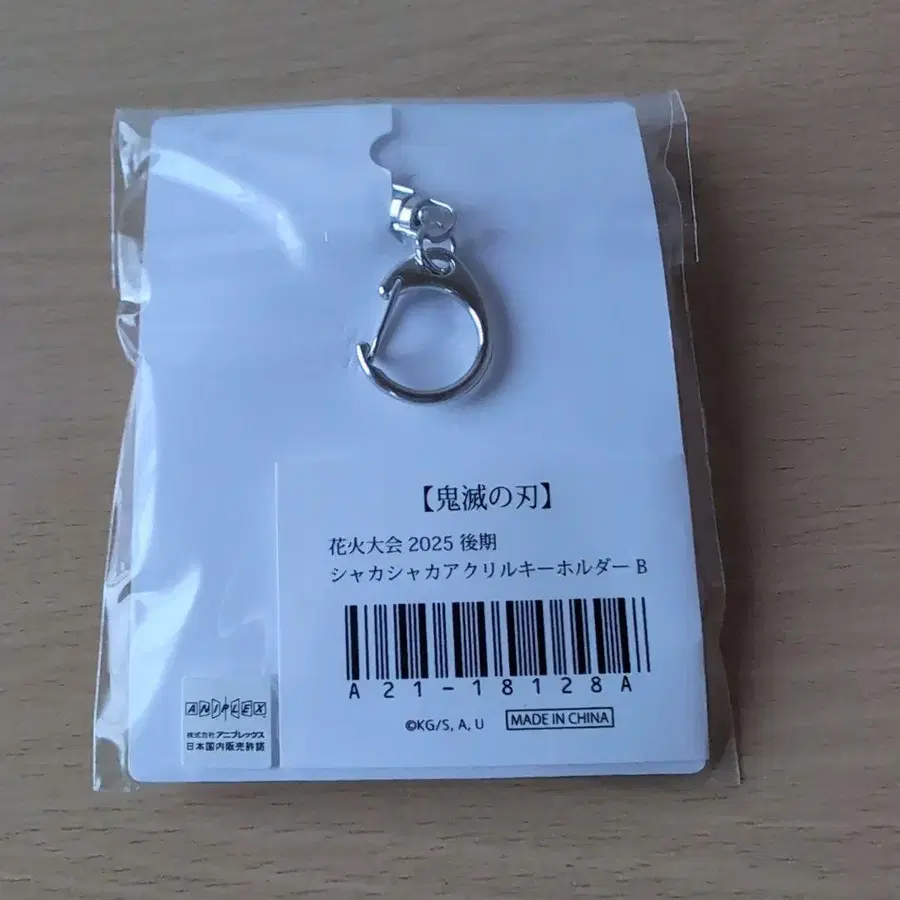 【鬼滅の刃】
花火大会 2025 後期
シャカシャカアクリルキーホルダー B
A21-18128A
©KG/S, A, U
MADE IN CHINA
ANIPLEX
株式会社 アニプレックス
日本国内販売許諾